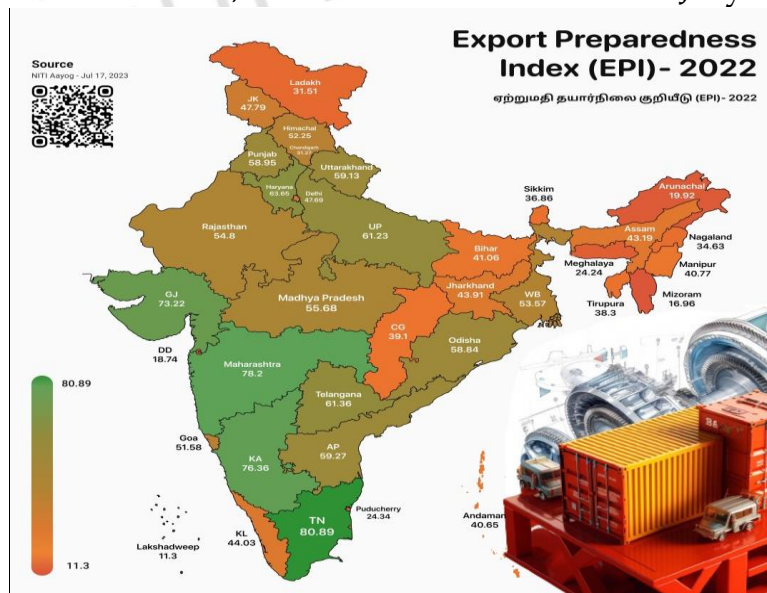 Export Preparedness
Index (EPI)- 2022
ஏற்றுமதி தயார்நிலை குறியீடு (EPI)- 2022
Source
NITI Aayog - Jul 17, 2023
Ladakh
31.51
JK
47.79
Himachal
52.25
Chandigarh
Punjab
58.95
Uttarakhand
59.13
Haryana
63.65
Delhi
47.69
Rajasthan
54.8
UP
61.23
Sikkim
36.86
Arunachal
19.92
Assam
43.19
Nagaland
34.63
Bihar
41.06
Meghalaya
24.24
Manipur
40.77
Jharkhand
43.91
WB
53.57
Tirupura
38.3
Mizoram
16.96
GJ
73.22
Madhya Pradesh
55.68
CG
39.1
Odisha
58.84
DD
18.74
Maharashtra
78.2
Telangana
61.36
80.89
Goa
51.58
KA
76.36
AP
59.27
Puducherry
24.34
Andaman
40.65
TN
80.89
KL
44.03
Lakshadweep
11.3
11.3